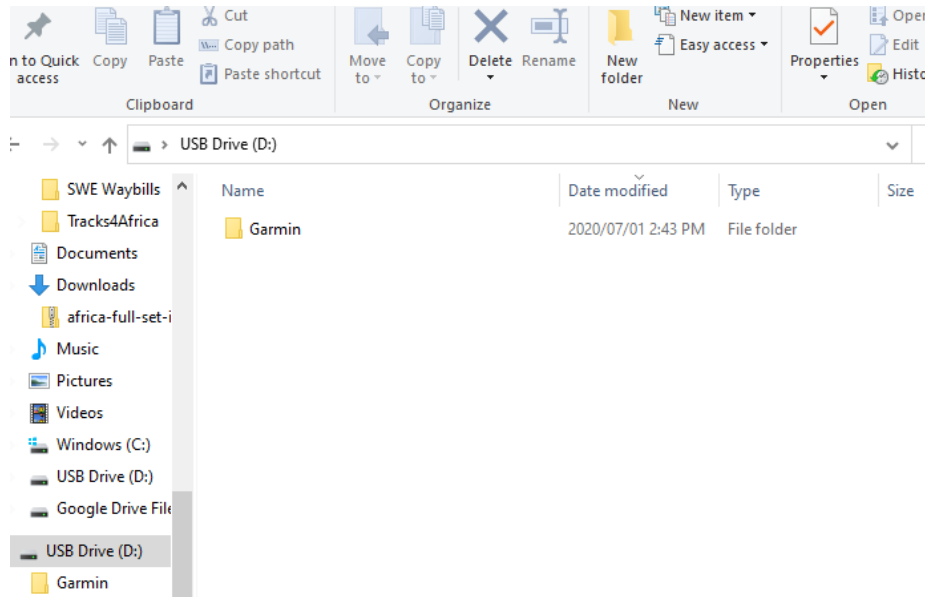 Cut
New item
Open
Copy path
Easy access
Edit
n to Quick
access
Copy
Paste
Paste shortcut
Move
to
Copy
to
Delete
Rename
New
folder
Properties
Histo
Clipboard
Organize
New
Open
USB Drive (D:)
SWE Waybills
Name
Date modified
Type
Size
Tracks4Africa
Garmin
2020/07/01 2:43 PM
File folder
Documents
Downloads
africa-full-set-i
Music
Pictures
Videos
Windows (C:)
USB Drive (D:)
Google Drive File
USB Drive (D:)
Garmin